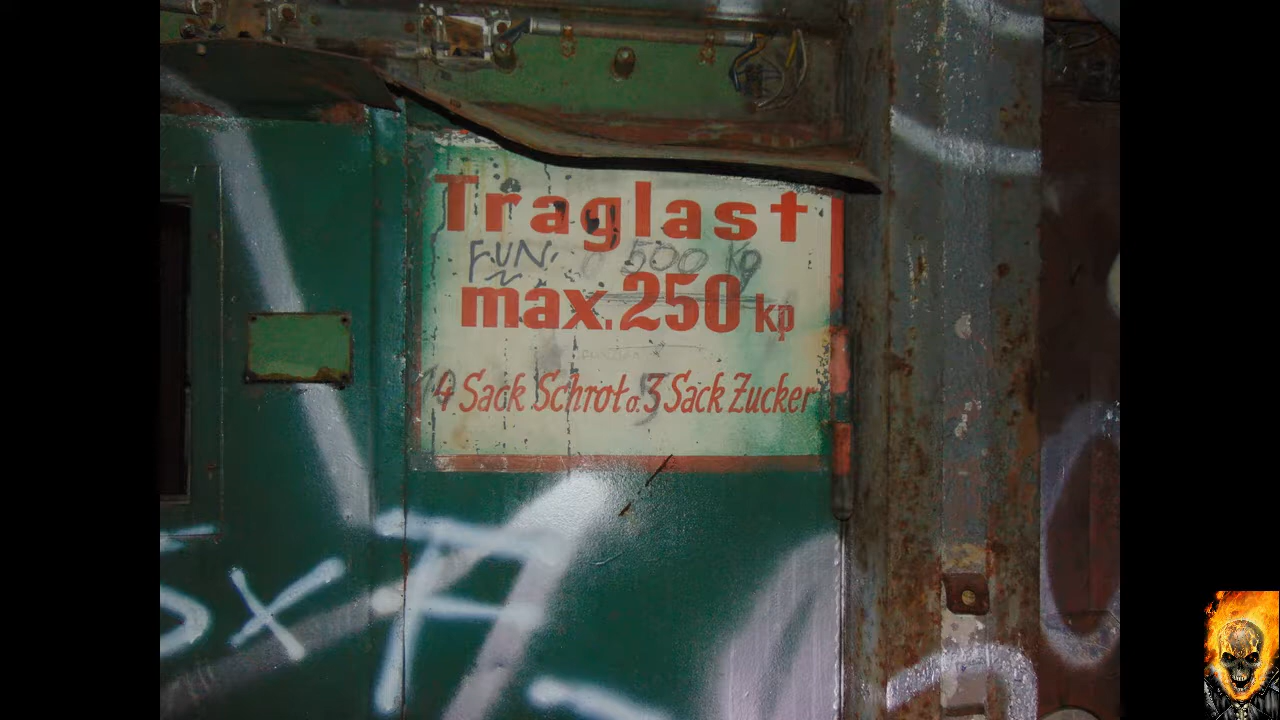 Traglast
FUN. 500 kp
max. 250 kp
4 Sack Schrot o. 3 Sack Zucker